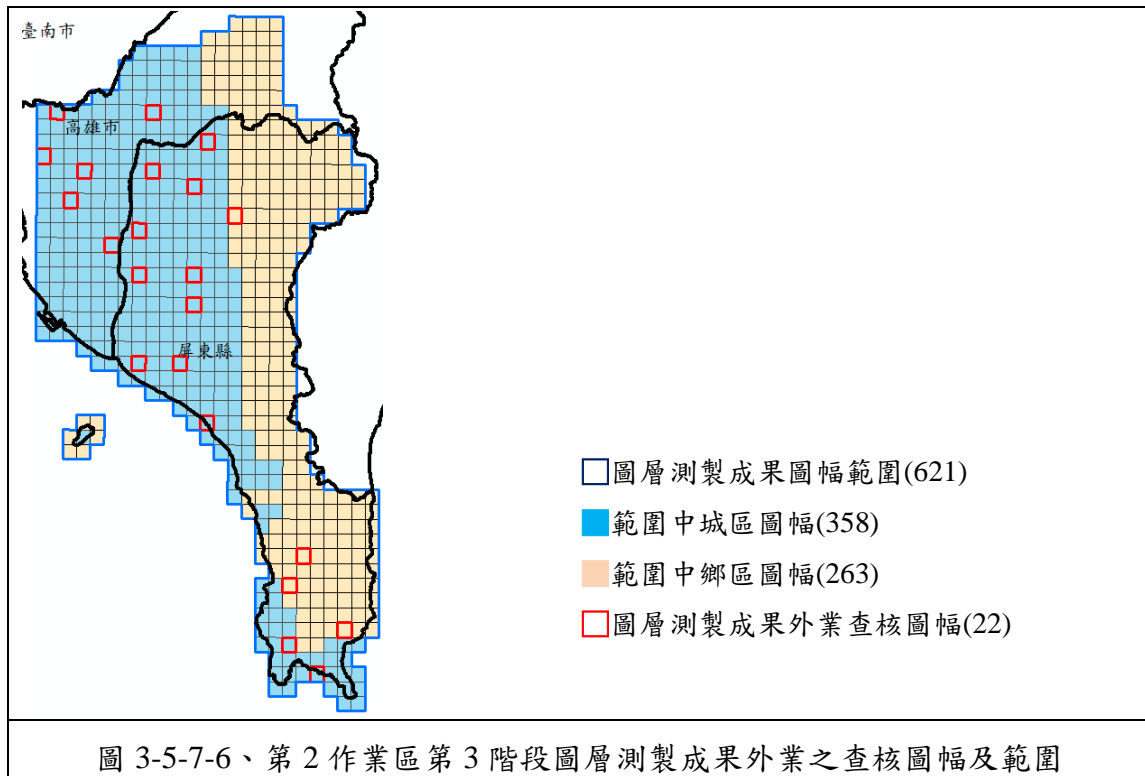 臺南市
高雄市
屏東縣
圖層測製成果圖幅範圍(621)
範圍中城區圖幅(358)
範圍中鄉區圖幅(263)
圖層測製成果外業查核圖幅(22)
圖 3-5-7-6、第 2 作業區第 3 階段圖層測製成果外業之查核圖幅及範圍